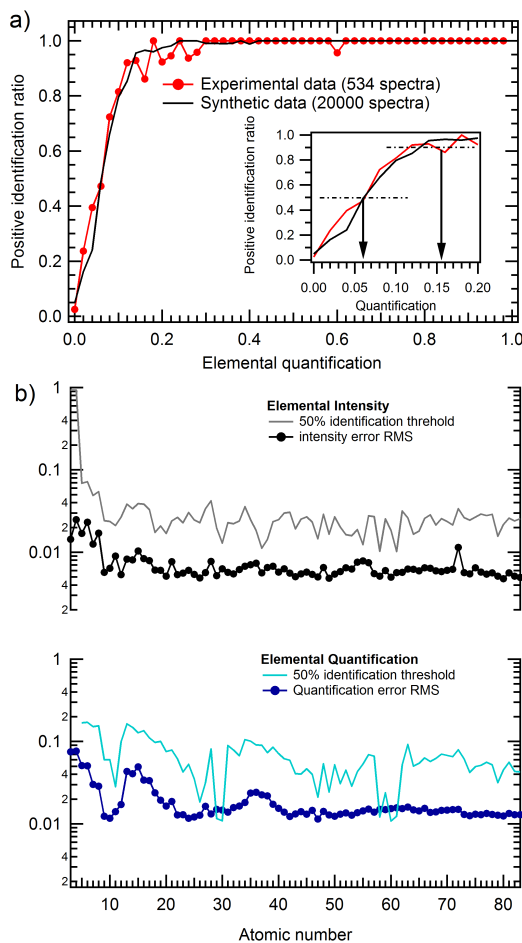 a)
1.0
0.8
0.6
0.4
0.2
0.0
Positive identification ratio
Experimental data (534 spectra)
Synthetic data (20000 spectra)
1.0
0.8
0.6
0.4
0.2
0.0
Positive identification ratio
0.00 0.05 0.10 0.15 0.20
Quantification
0.0 0.2 0.4 0.6 0.8 1.0
Elemental quantification
b)
Elemental Intensity
50% identification threhold
intensity error RMS
1
4
2
0.1
4
2
0.01
4
2
Elemental Quantification
50% identification threshold
Quantification error RMS
1
4
2
0.1
4
2
0.01
4
2
10 20 30 40 50 60 70 80
Atomic number